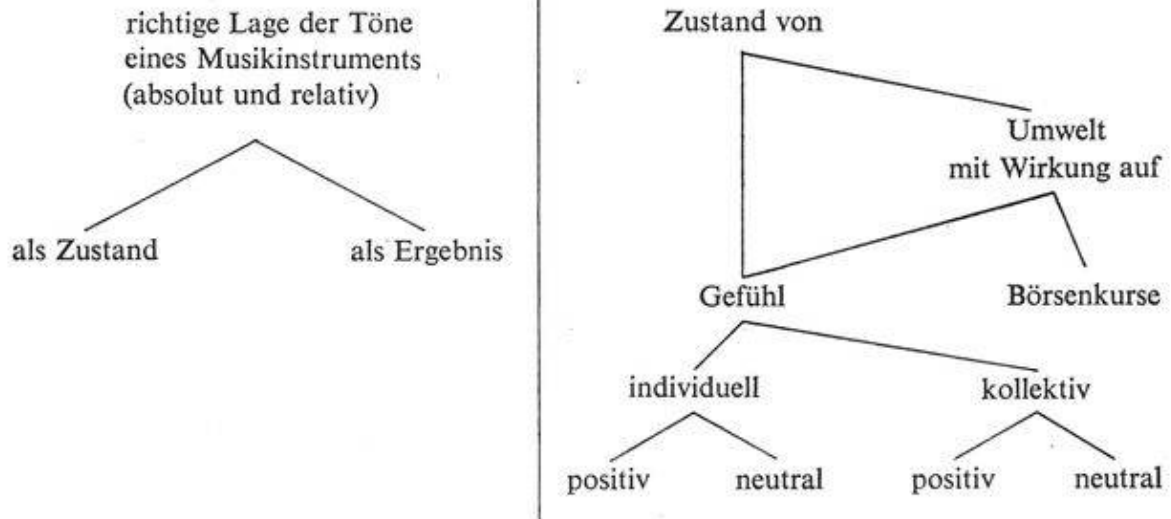 richtige Lage der Töne
eines Musikinstruments
(absolut und relativ)
als Zustand
als Ergebnis
Zustand von
Umwelt
mit Wirkung auf
Gefühl
Börsenkurse
individuell
kollektiv
positiv
neutral
positiv
neutral